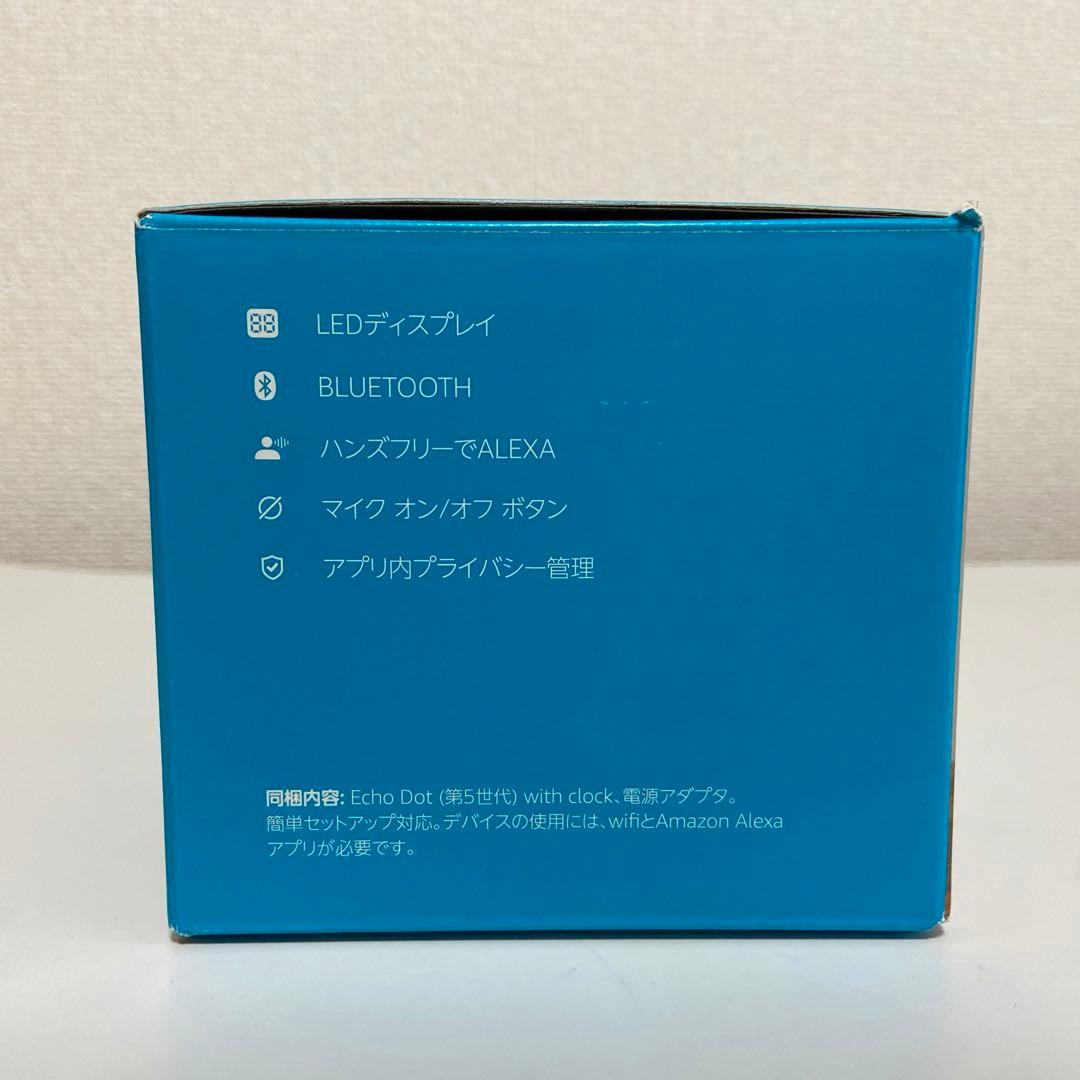 LEDディスプレイ
BLUETOOTH
ハンズフリーでALEXA
マイク オン/オフ ボタン
アプリ内プライバシー管理
同梱内容: Echo Dot (第5世代) with clock、電源アダプタ。
簡単セットアップ対応。デバイスの使用には、wifiとAmazon Alexa
アプリが必要です。